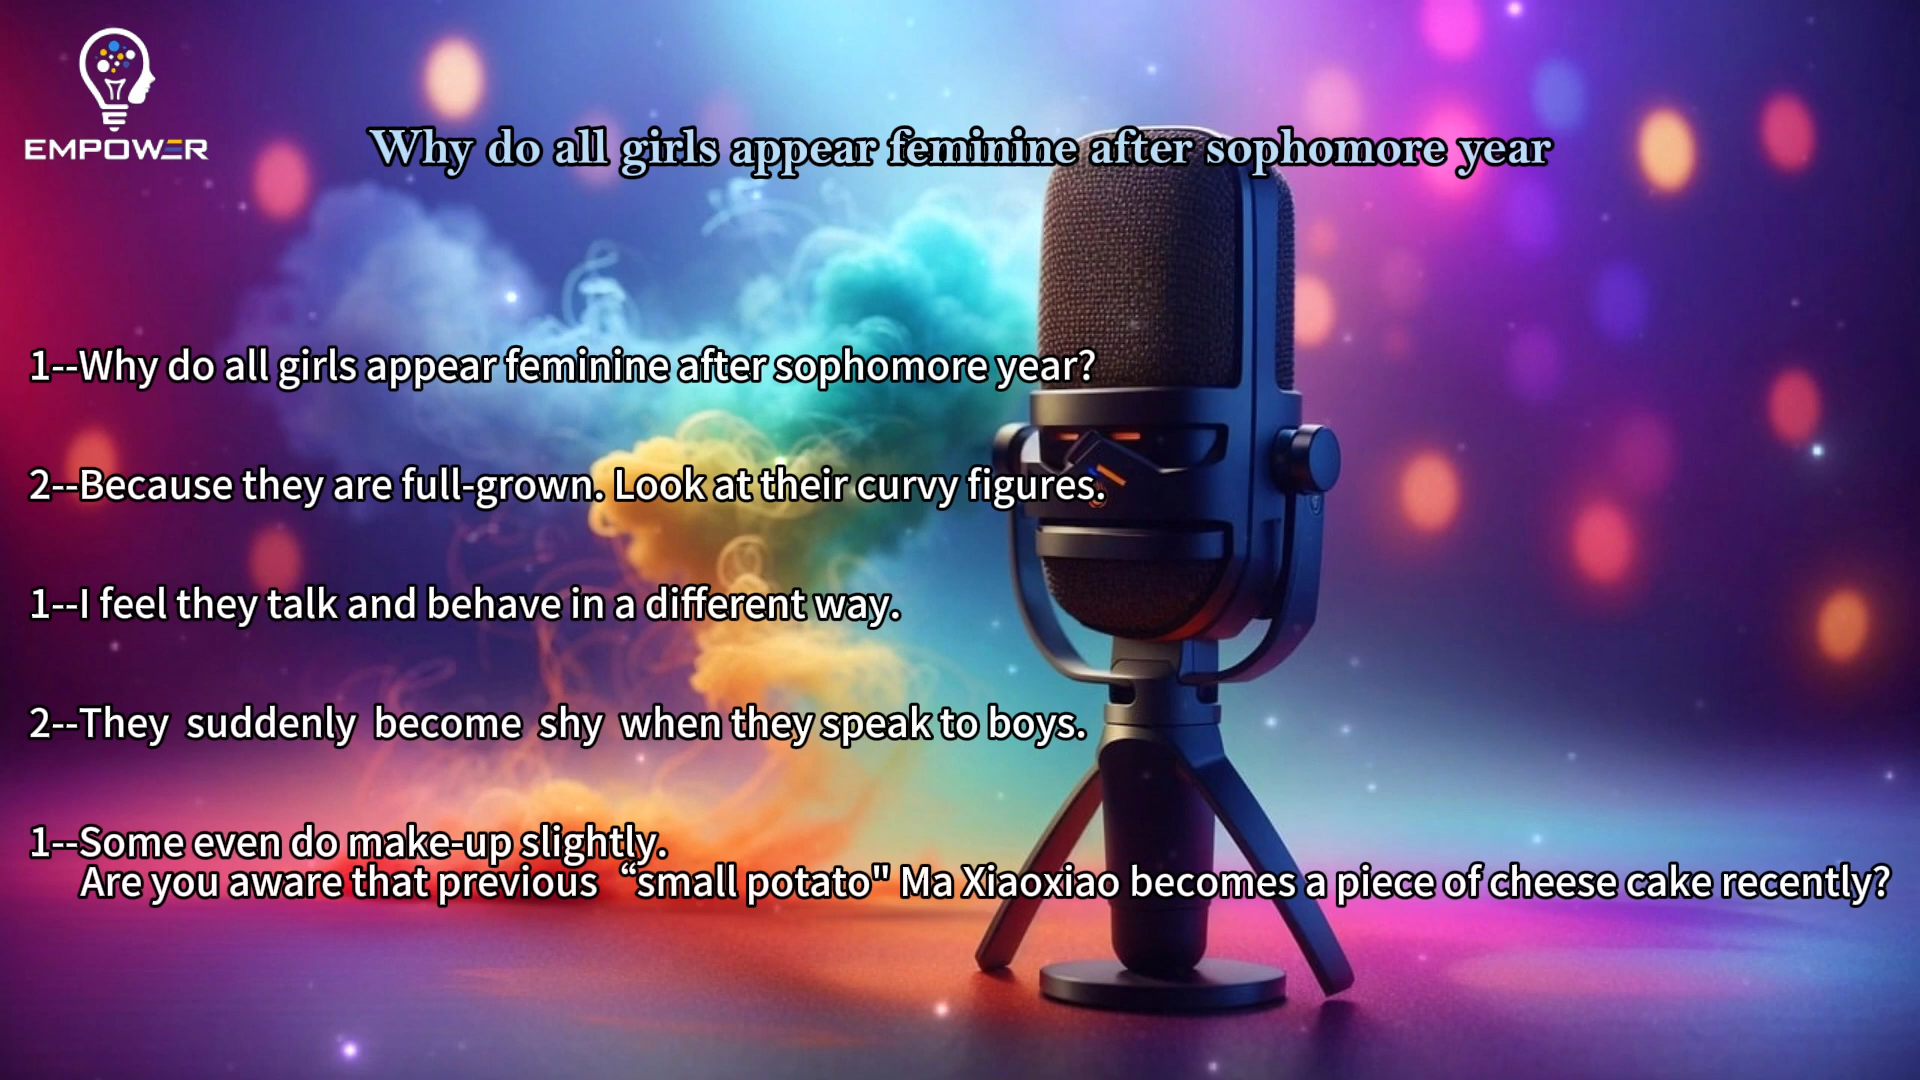 EMPOWER
Why do all girls appear feminine after sophomore year
1--Why do all girls appear feminine after sophomore year?
2--Because they are full-grown. Look at their curvy figures.
1--I feel they talk and behave in a different way.
2--They suddenly become shy when they speak to boys.
1--Some even do make-up slightly.
Are you aware that previous “small potato" Ma Xiaoxiao becomes a piece of cheese cake recently?